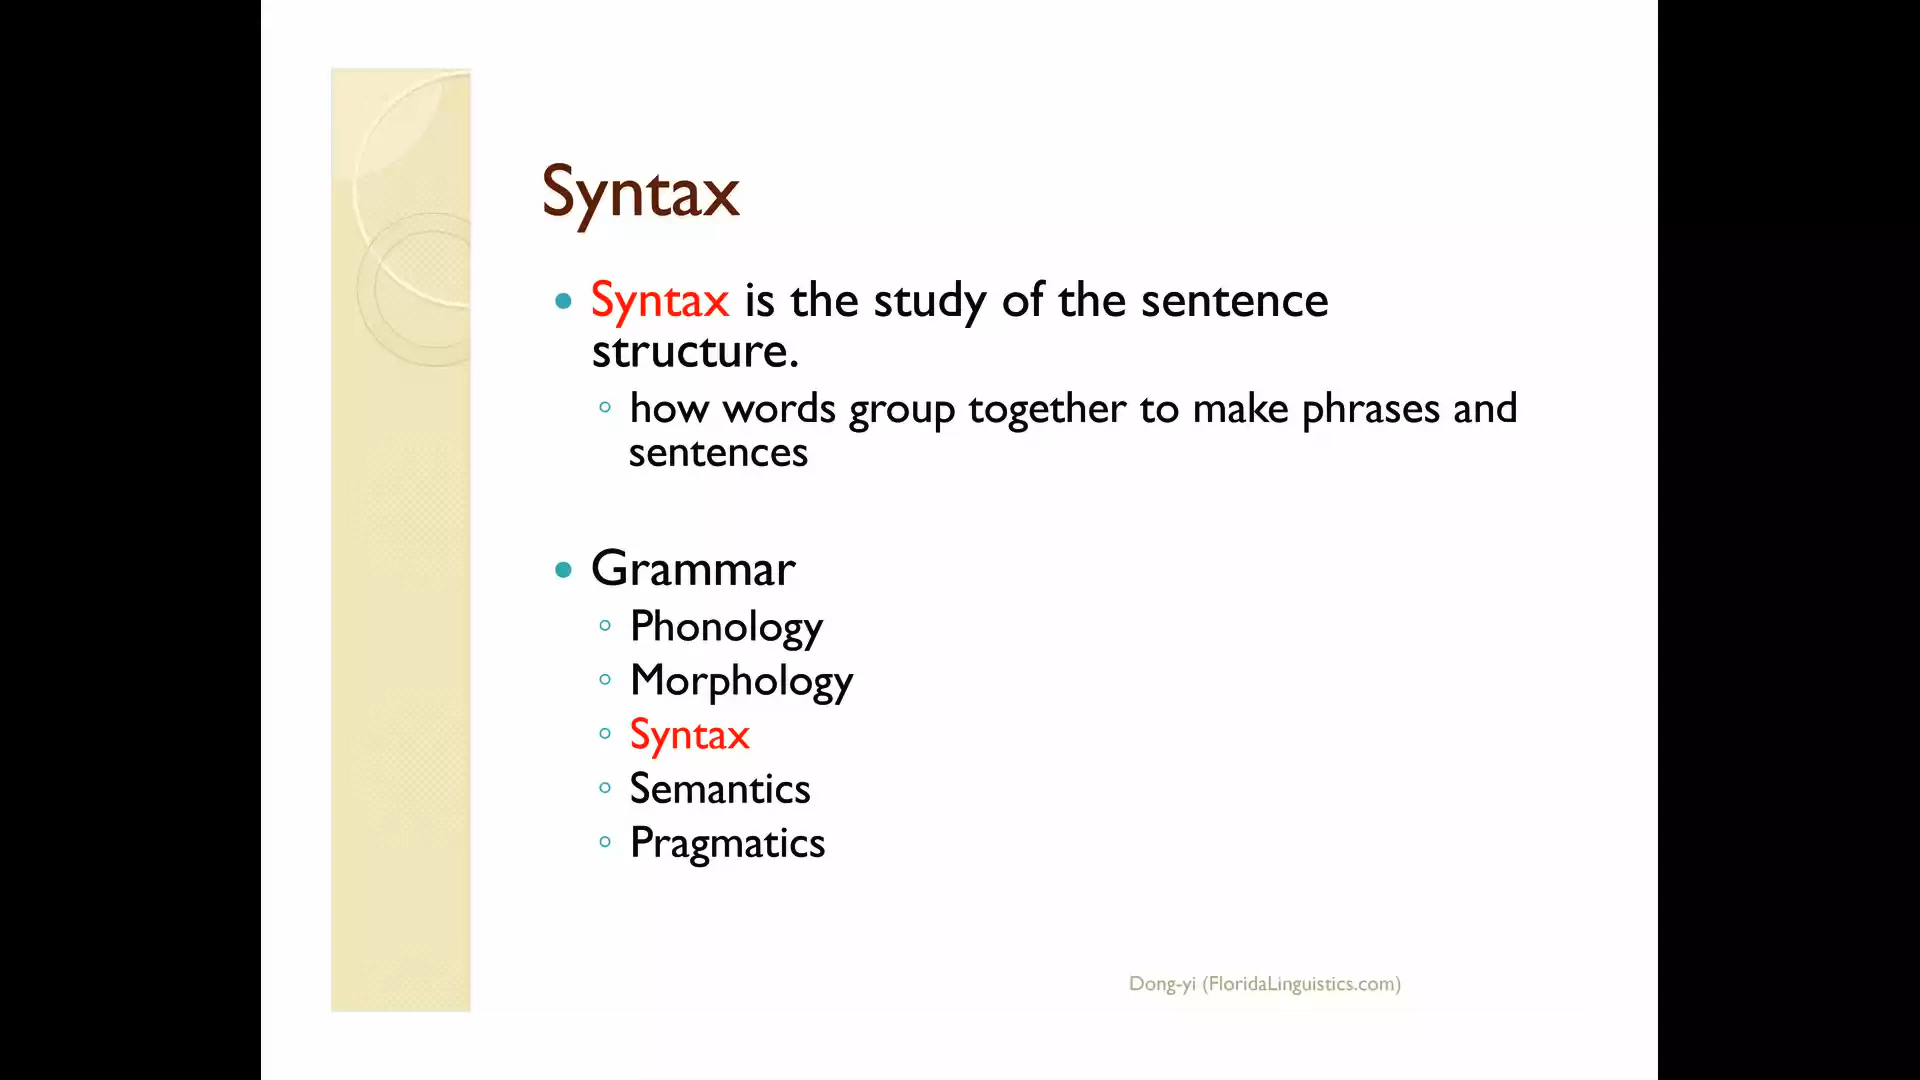 Syntax
Syntax is the study of the sentence
structure.
how words group together to make phrases and
sentences
Grammar
Phonology
Morphology
Syntax
Semantics
Pragmatics
Dong-yi (FloridaLinguistics.com)